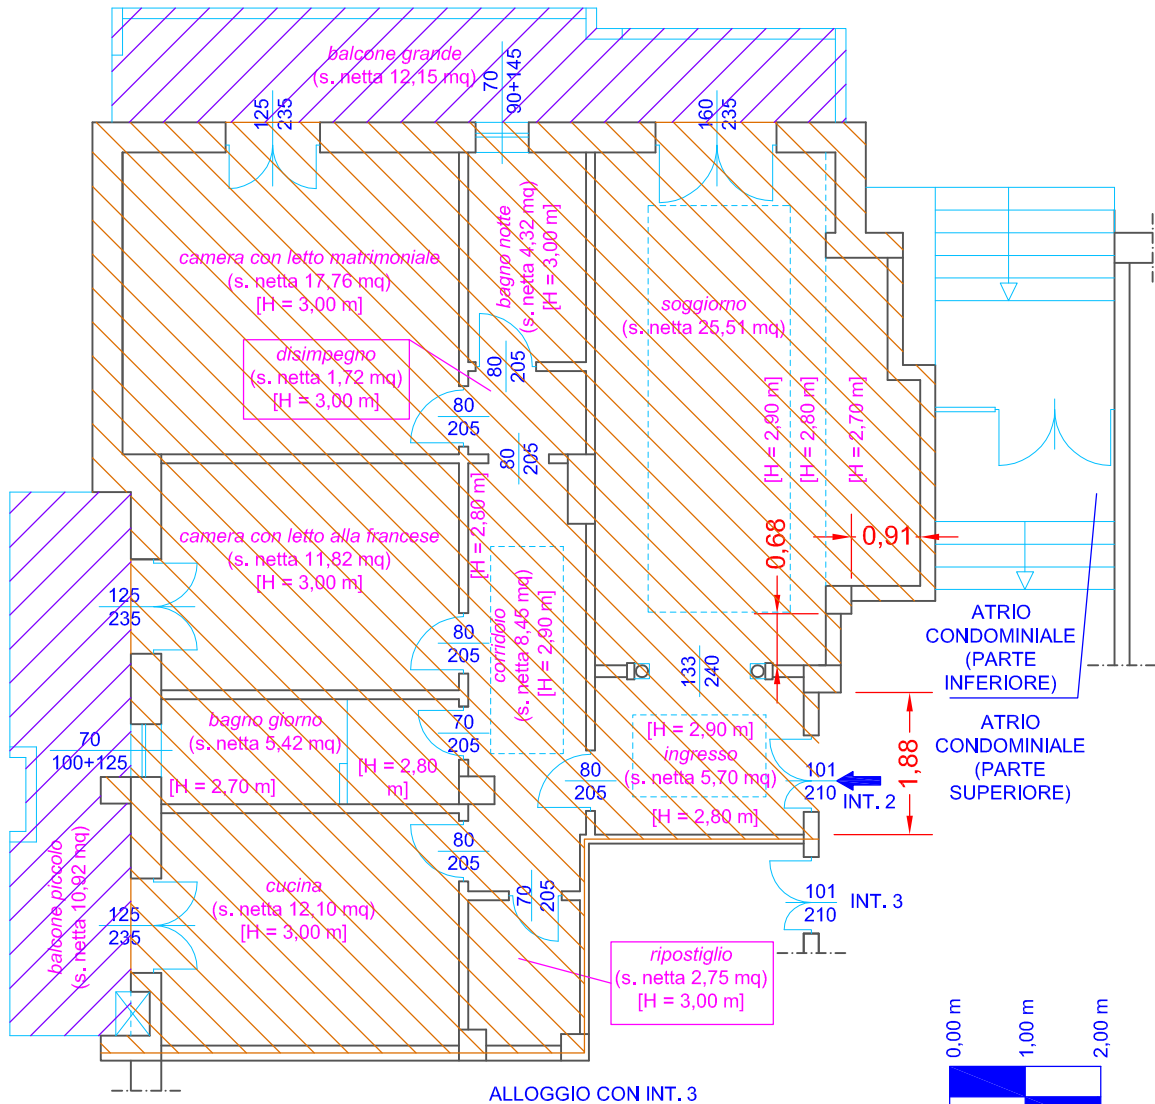 balcone grande
(s. netta 12,15 mq)
70
90+145
125
235
160
235
camera con letto matrimoniale
(s. netta 17,76 mq)
[H = 3,00 m]
bagno notte
(s. netta 4,32 mq)
[H = 3,00 m]
soggiorno
(s. netta 25,51 mq)
[H = 2,90 m]
[H = 2,80 m]
[H = 2,70 m]
disimpegno
(s. netta 1,72 mq)
[H = 3,00 m]
80
205
80
205
80
205
camera con letto alla francese
(s. netta 11,82 mq)
[H = 3,00 m]
[H = 2,80 m]
0,68
0,91
125
235
80
205
corridoio
(s. netta 8,45 mq)
[H = 2,90 m]
133
240
ATRIO
CONDOMINIALE
(PARTE
INFERIORE)
ATRIO
CONDOMINIALE
(PARTE
SUPERIORE)
bagno giorno
(s. netta 5,42 mq)
[H = 2,70 m]
[H = 2,80
m]
70
100+125
70
205
80
205
[H = 2,90 m]
ingresso
(s. netta 5,70 mq)
[H = 2,80 m]
101
210
INT. 2
1,88
balcone piccolo
(s. netta 10,92 mq)
125
235
cucina
(s. netta 12,10 mq)
[H = 3,00 m]
80
205
70
205
101
210
INT. 3
ripostiglio
(s. netta 2,75 mq)
[H = 3,00 m]
0,00 m
1,00 m
2,00 m
ALLOGGIO CON INT. 3